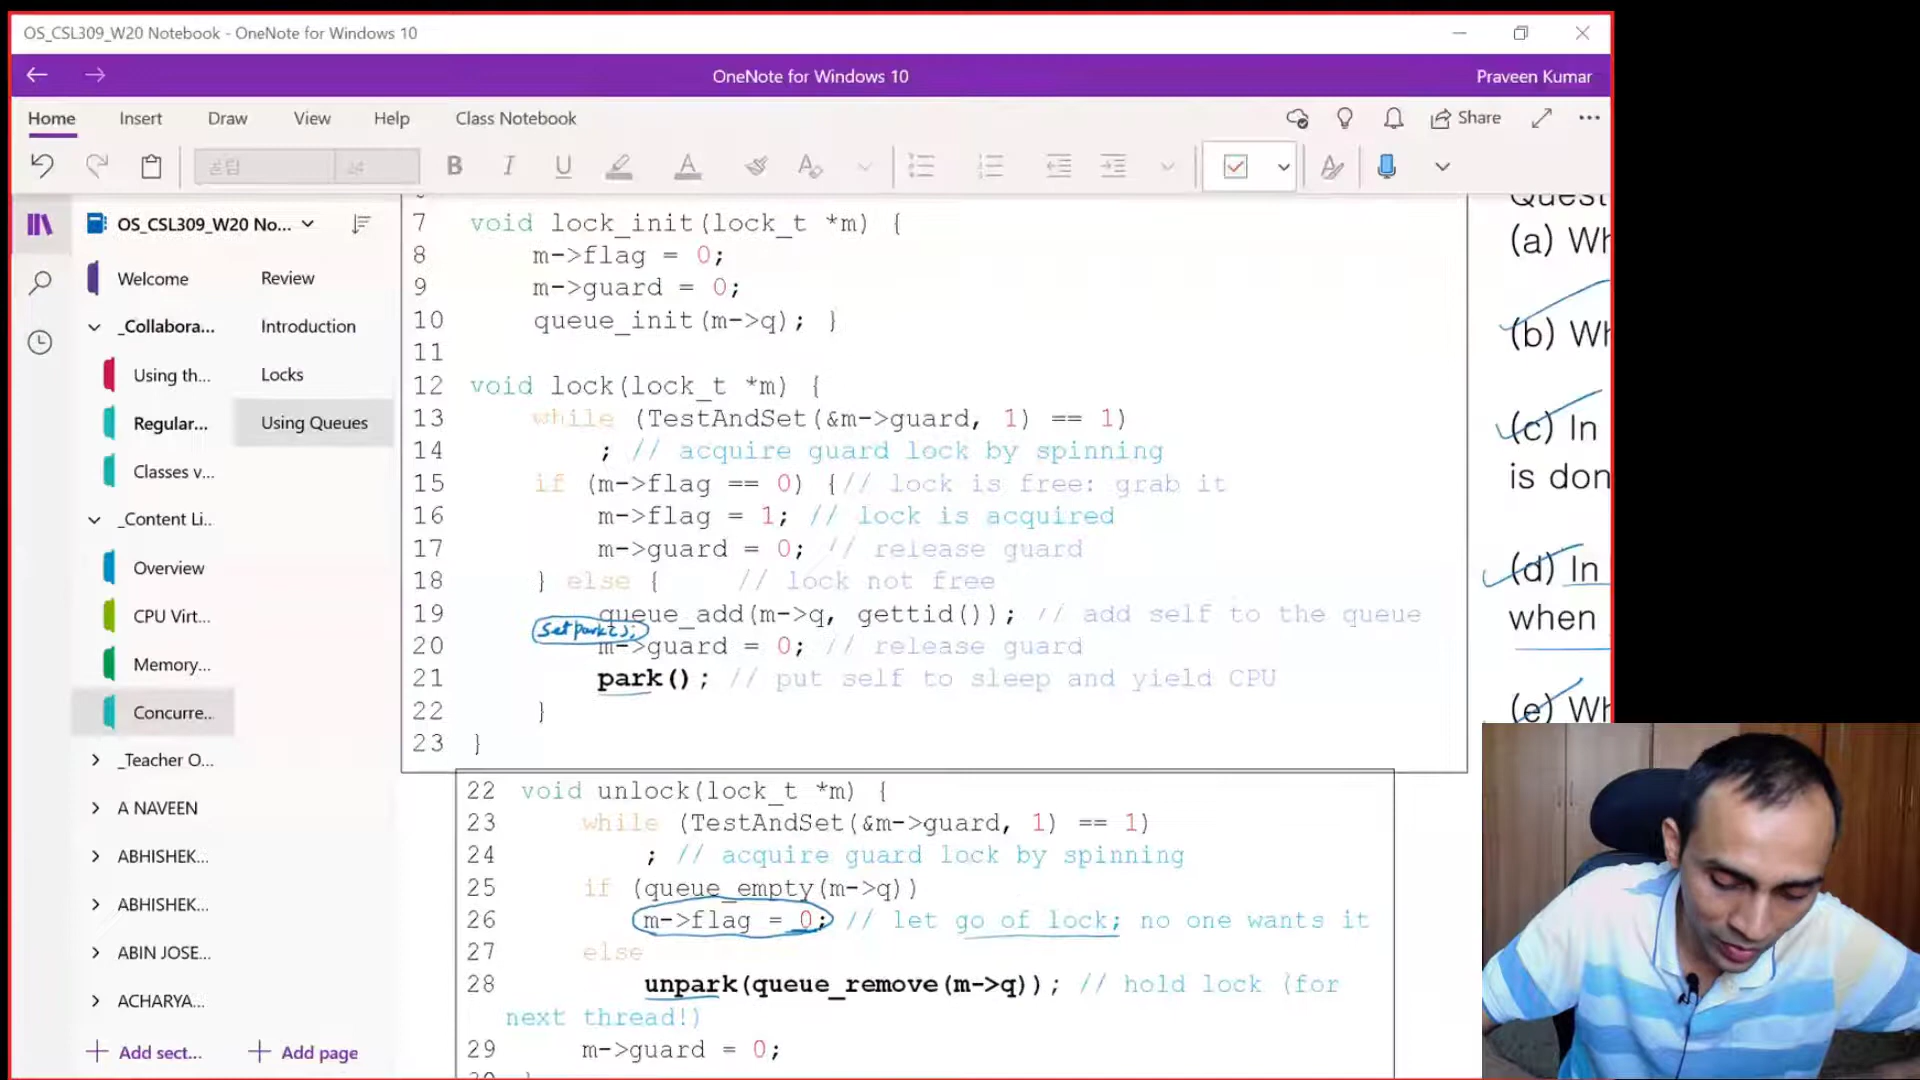 OS_CSL309_W20 Notebook - OneNote for Windows 10
OneNote for Windows 10
Praveen Kumar
Home Insert Draw View Help Class Notebook
Share
B I U A
OS_CSL309_W20 No...
Welcome
_Collabora...
Using th...
Regular...
Classes v...
_Content Li..
Overview
CPU Virt...
Memory...
Concurre...
_Teacher O...
A NAVEEN
ABHISHEK...
ABHISHEK...
ABIN JOSE...
ACHARYA...
Add sect...
Review
Introduction
Locks
Using Queues
Add page
7 void lock_init(lock_t *m) {
8 m->flag = 0;
9 m->guard = 0;
10 queue_init(m->q); }
11
12 void lock(lock_t *m) {
13 while (TestAndSet(&m->guard, 1) == 1)
14 ; // acquire guard lock by spinning
15 if (m->flag == 0) {// lock is free: grab it
16 m->flag = 1; // lock is acquired
17 m->guard = 0; // release guard
18 } else { // lock not free
19 queue_add(m->q, gettid()); // add self to the queue
setpark();
20 m->guard = 0; // release guard
21 park(); // put self to sleep and yield CPU
22 }
23 }
22 void unlock(lock_t *m) {
23 while (TestAndSet(&m->guard, 1) == 1)
24 ; // acquire guard lock by spinning
25 if (queue_empty(m->q))
26 m->flag = 0; // let go of lock; no one wants it
27 else
28 unpark(queue_remove(m->q)); // hold lock (for
next thread!)
29 m->guard = 0;
Quest
(a) Wh
(b) Wh
(c) In
is don
(d) In
when
(e) Wh